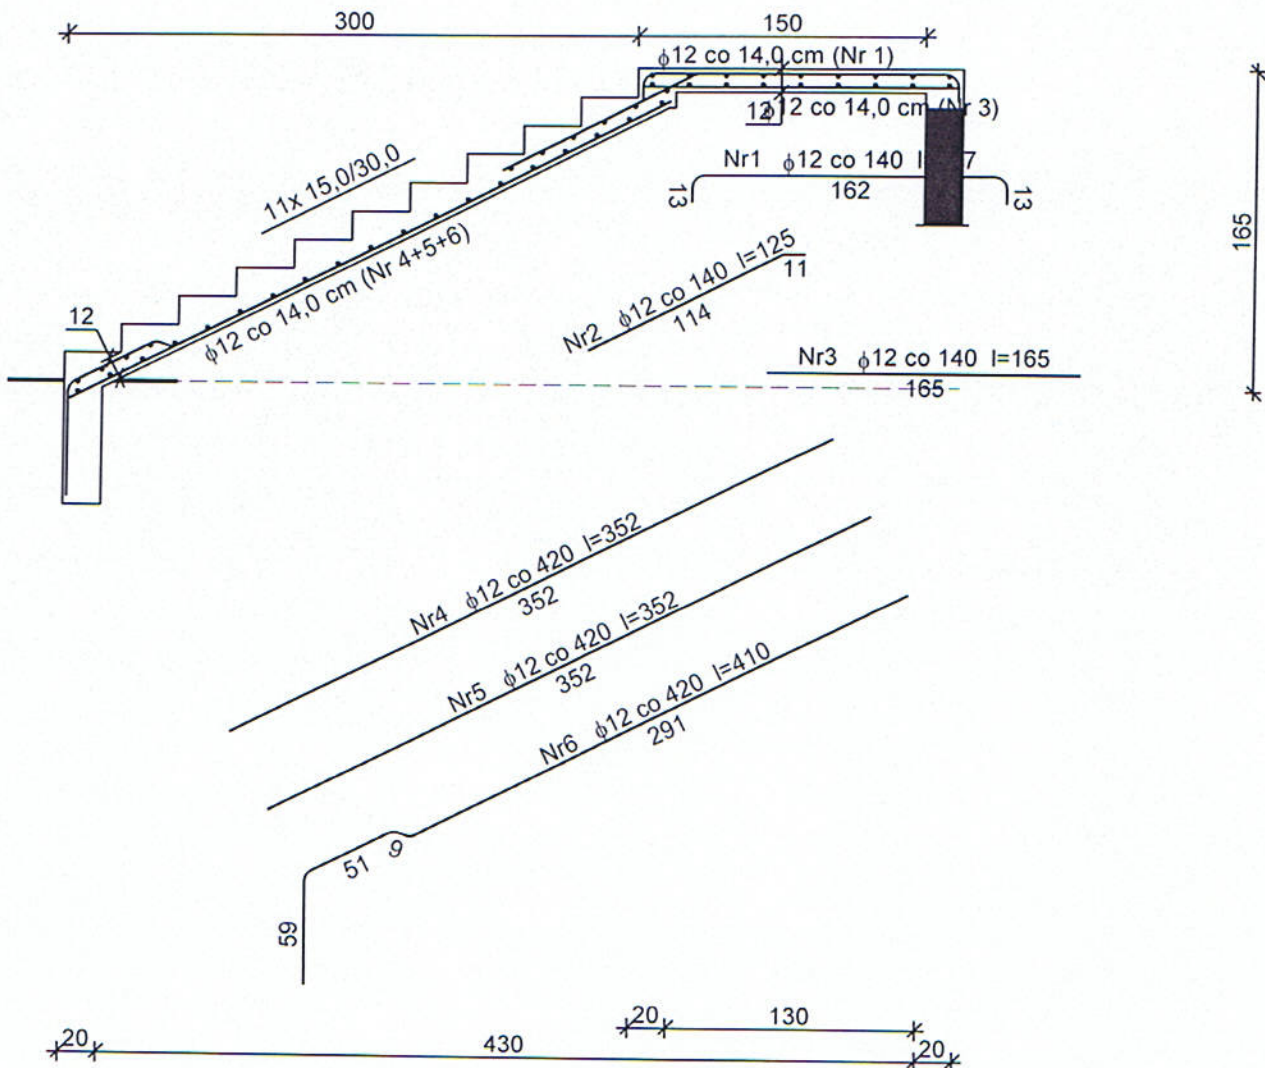 300
150
ϕ12 co 14,0 cm (Nr 1)
12
ϕ12 co 14,0 cm (Nr 3)
11x 15,0/30,0
Nr1 ϕ12 co 140
13
162
13
165
ϕ12 co 14,0 cm (Nr 4+5+6)
12
Nr2 ϕ12 co 140 l=125
114
11
Nr3 ϕ12 co 140 l=165
165
Nr4 ϕ12 co 420 l=352
352
Nr5 ϕ12 co 420 l=352
352
Nr6 ϕ12 co 420 l=410
291
51
9
59
20
130
20
430
20